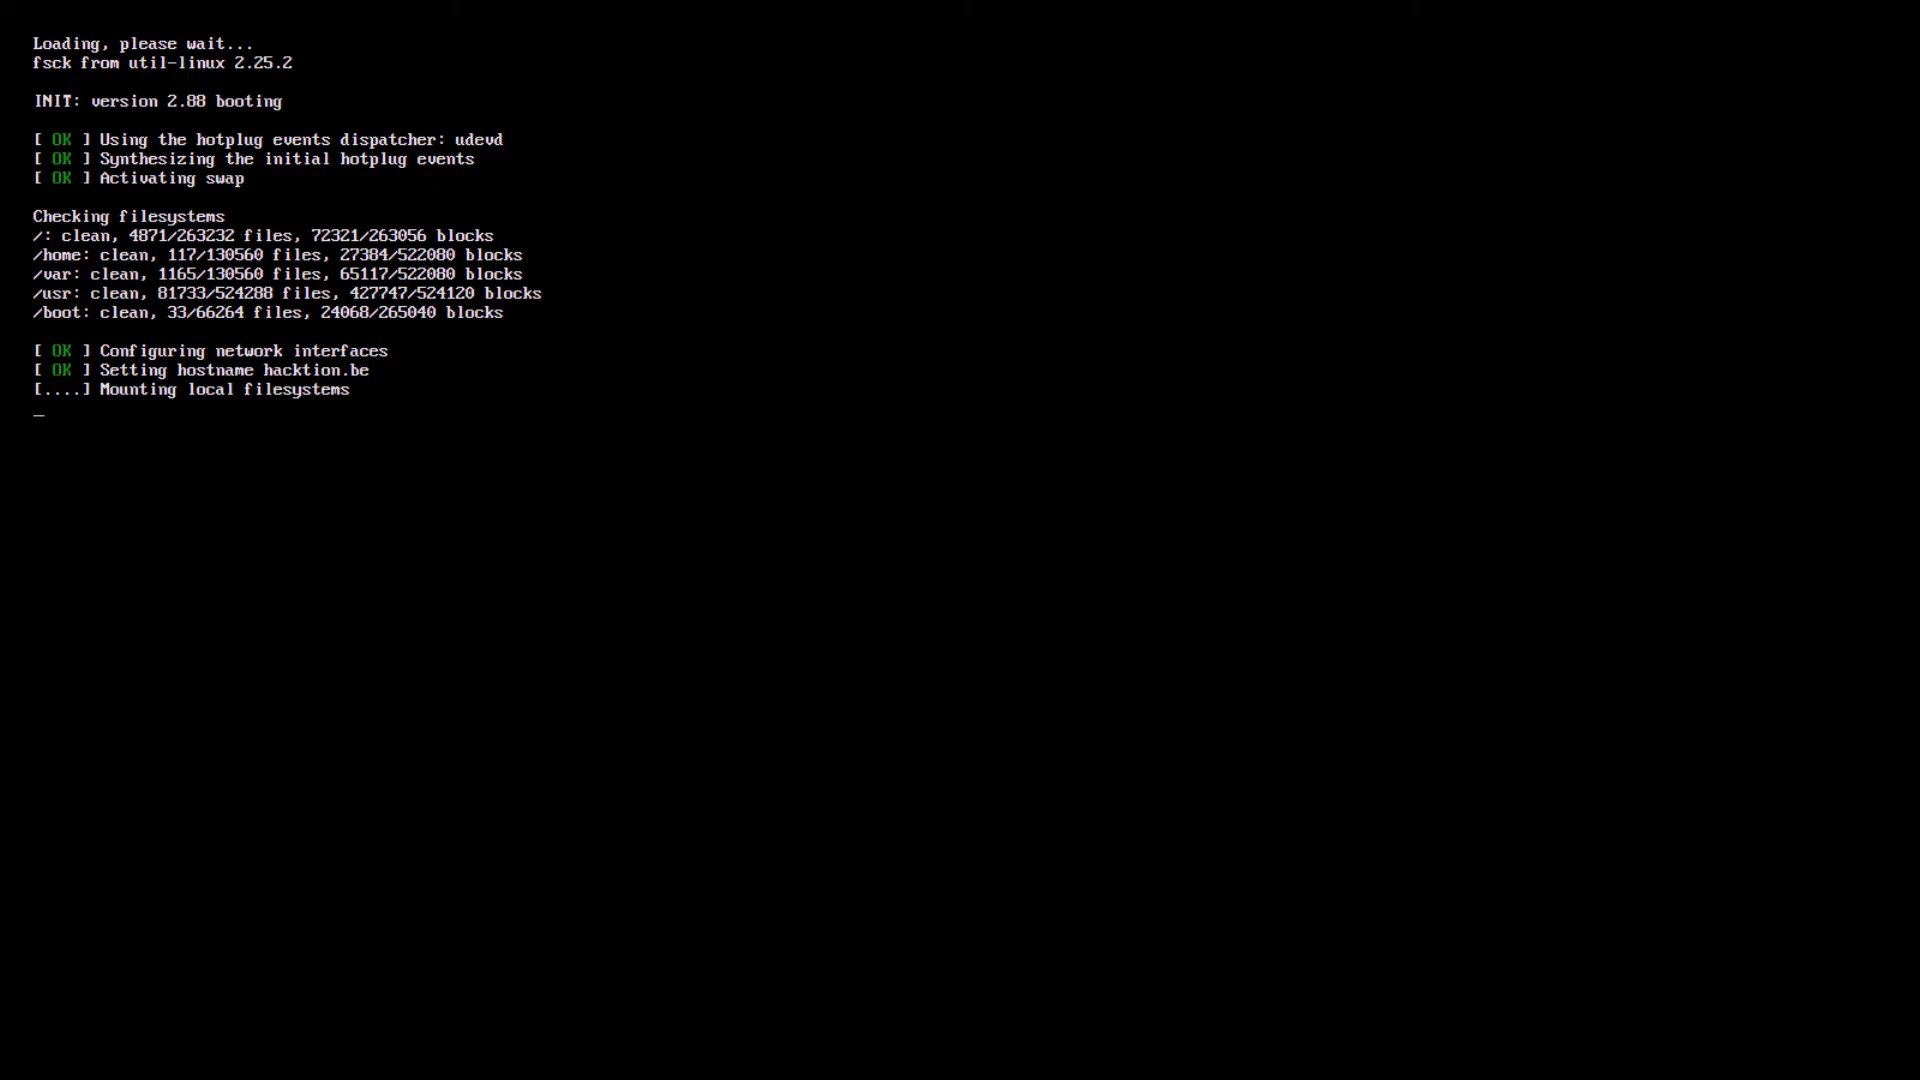 Loading, please wait...
fsck from util-linux 2.25.2
INIT: version 2.88 booting
[ OK ] Using the hotplug events dispatcher: udevd
[ OK ] Synthesizing the initial hotplug events
[ OK ] Activating swap
Checking filesystems
/: clean, 4871/263232 files, 72321/263056 blocks
/home: clean, 117/130560 files, 27384/522080 blocks
/var: clean, 1165/130560 files, 65117/522080 blocks
/usr: clean, 81733/524288 files, 427747/524120 blocks
/boot: clean, 33/66264 files, 24068/265040 blocks
[ OK ] Configuring network interfaces
[ OK ] Setting hostname hacktion.be
[....] Mounting local filesystems
_